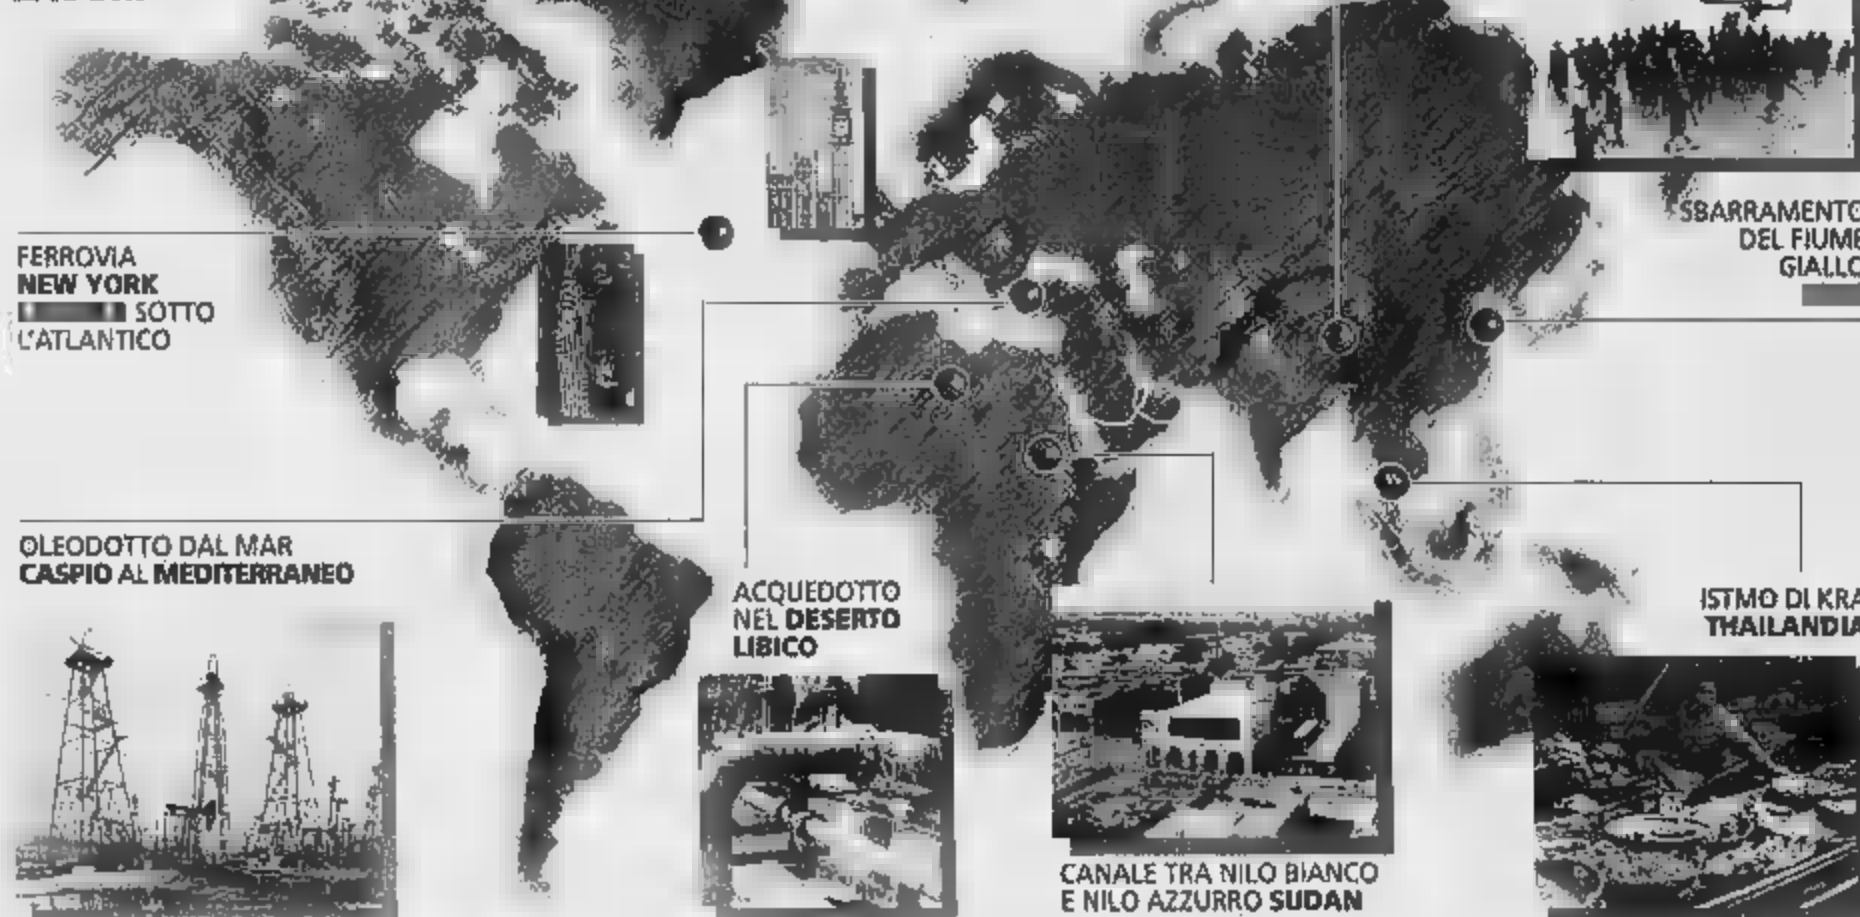 FERROVIA
NEW YORK
SOTTO
L'ATLANTICO
OLEODOTTO DAL MAR
CASPIO AL MEDITERRANEO
ACQUEDOTTO
NEL DESERTO
LIBICO
CANALE TRA NILO BIANCO
E NILO AZZURRO SUDAN
SBARRAMENTO
DEL FIUME
GIALLO
ISTMO DI KRA
THAILANDIA